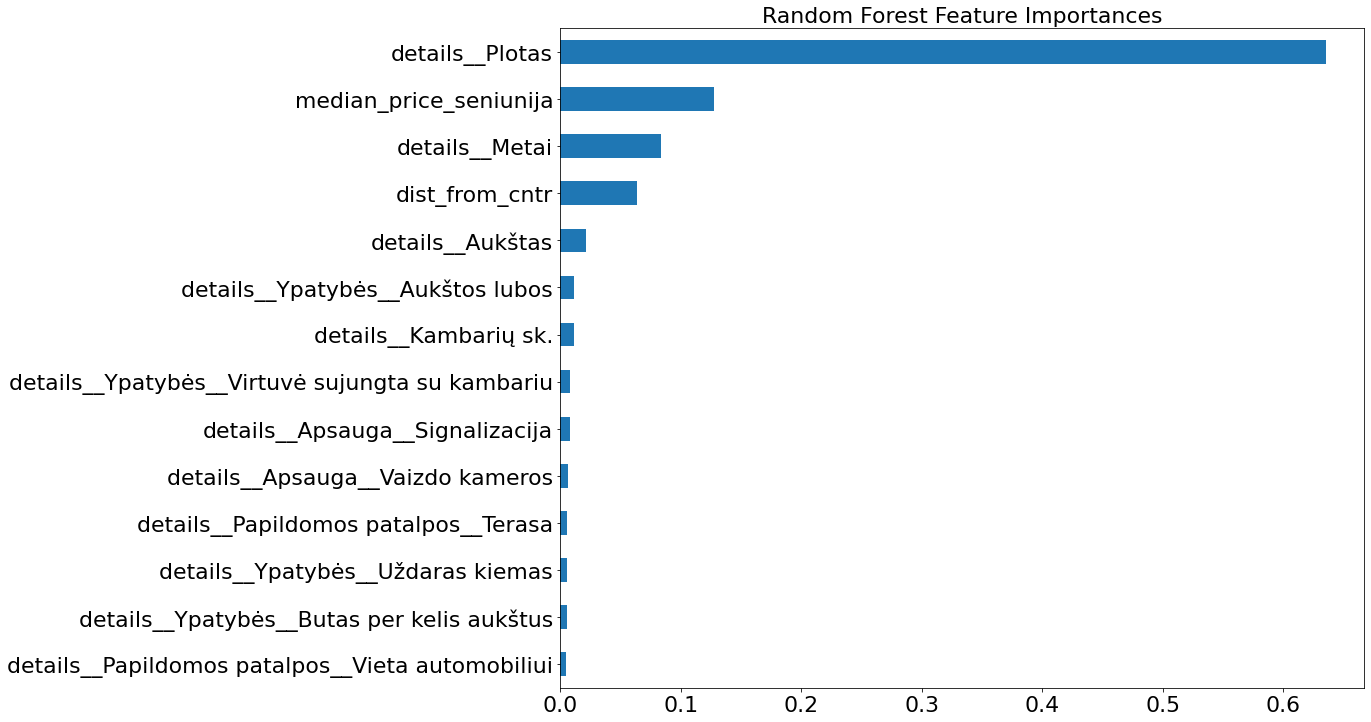 Random Forest Feature Importances
details__Plotas
median_price_seniunija
details__Metai
dist_from_cntr
details__Aukštas
details__Ypatybės__Aukštos lubos
details__Kambarių sk.
details__Ypatybės__Virtuvė sujungta su kambariu
details__Apsauga__Signalizacija
details__Apsauga__Vaizdo kameros
details__Papildomos patalpos__Terasa
details__Ypatybės__Uždaras kiemas
details__Ypatybės__Butas per kelis aukštus
details__Papildomos patalpos__Vieta automobiliui
0.0 0.1 0.2 0.3 0.4 0.5 0.6